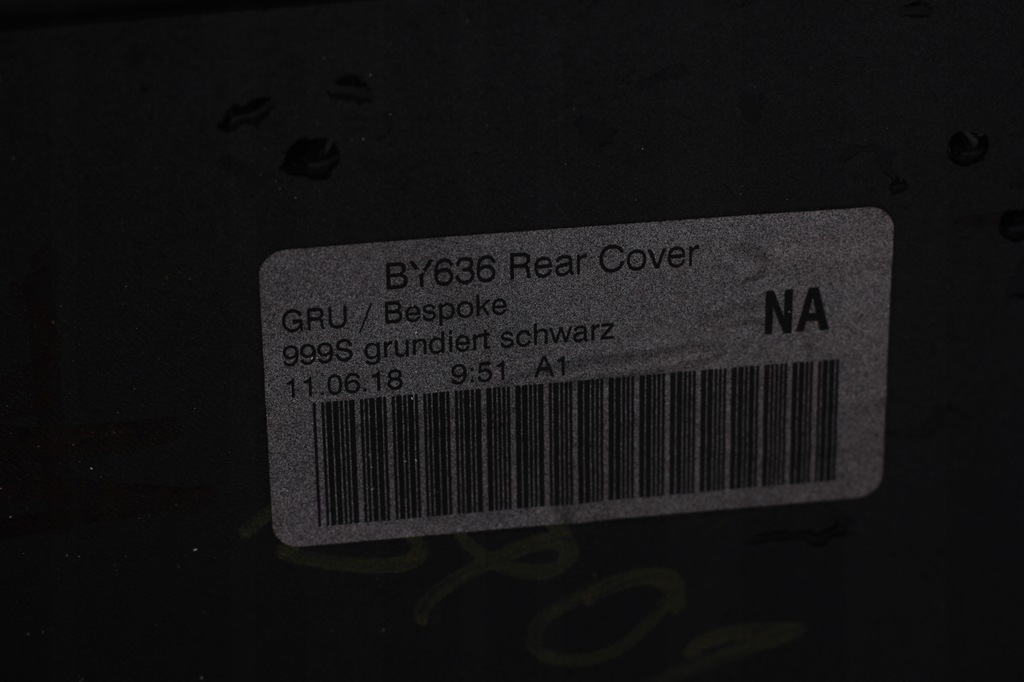 BY636 Rear Cover
GRU / Bespoke
NA
999S grundiert schwarz
11.06.18 9:51 A1